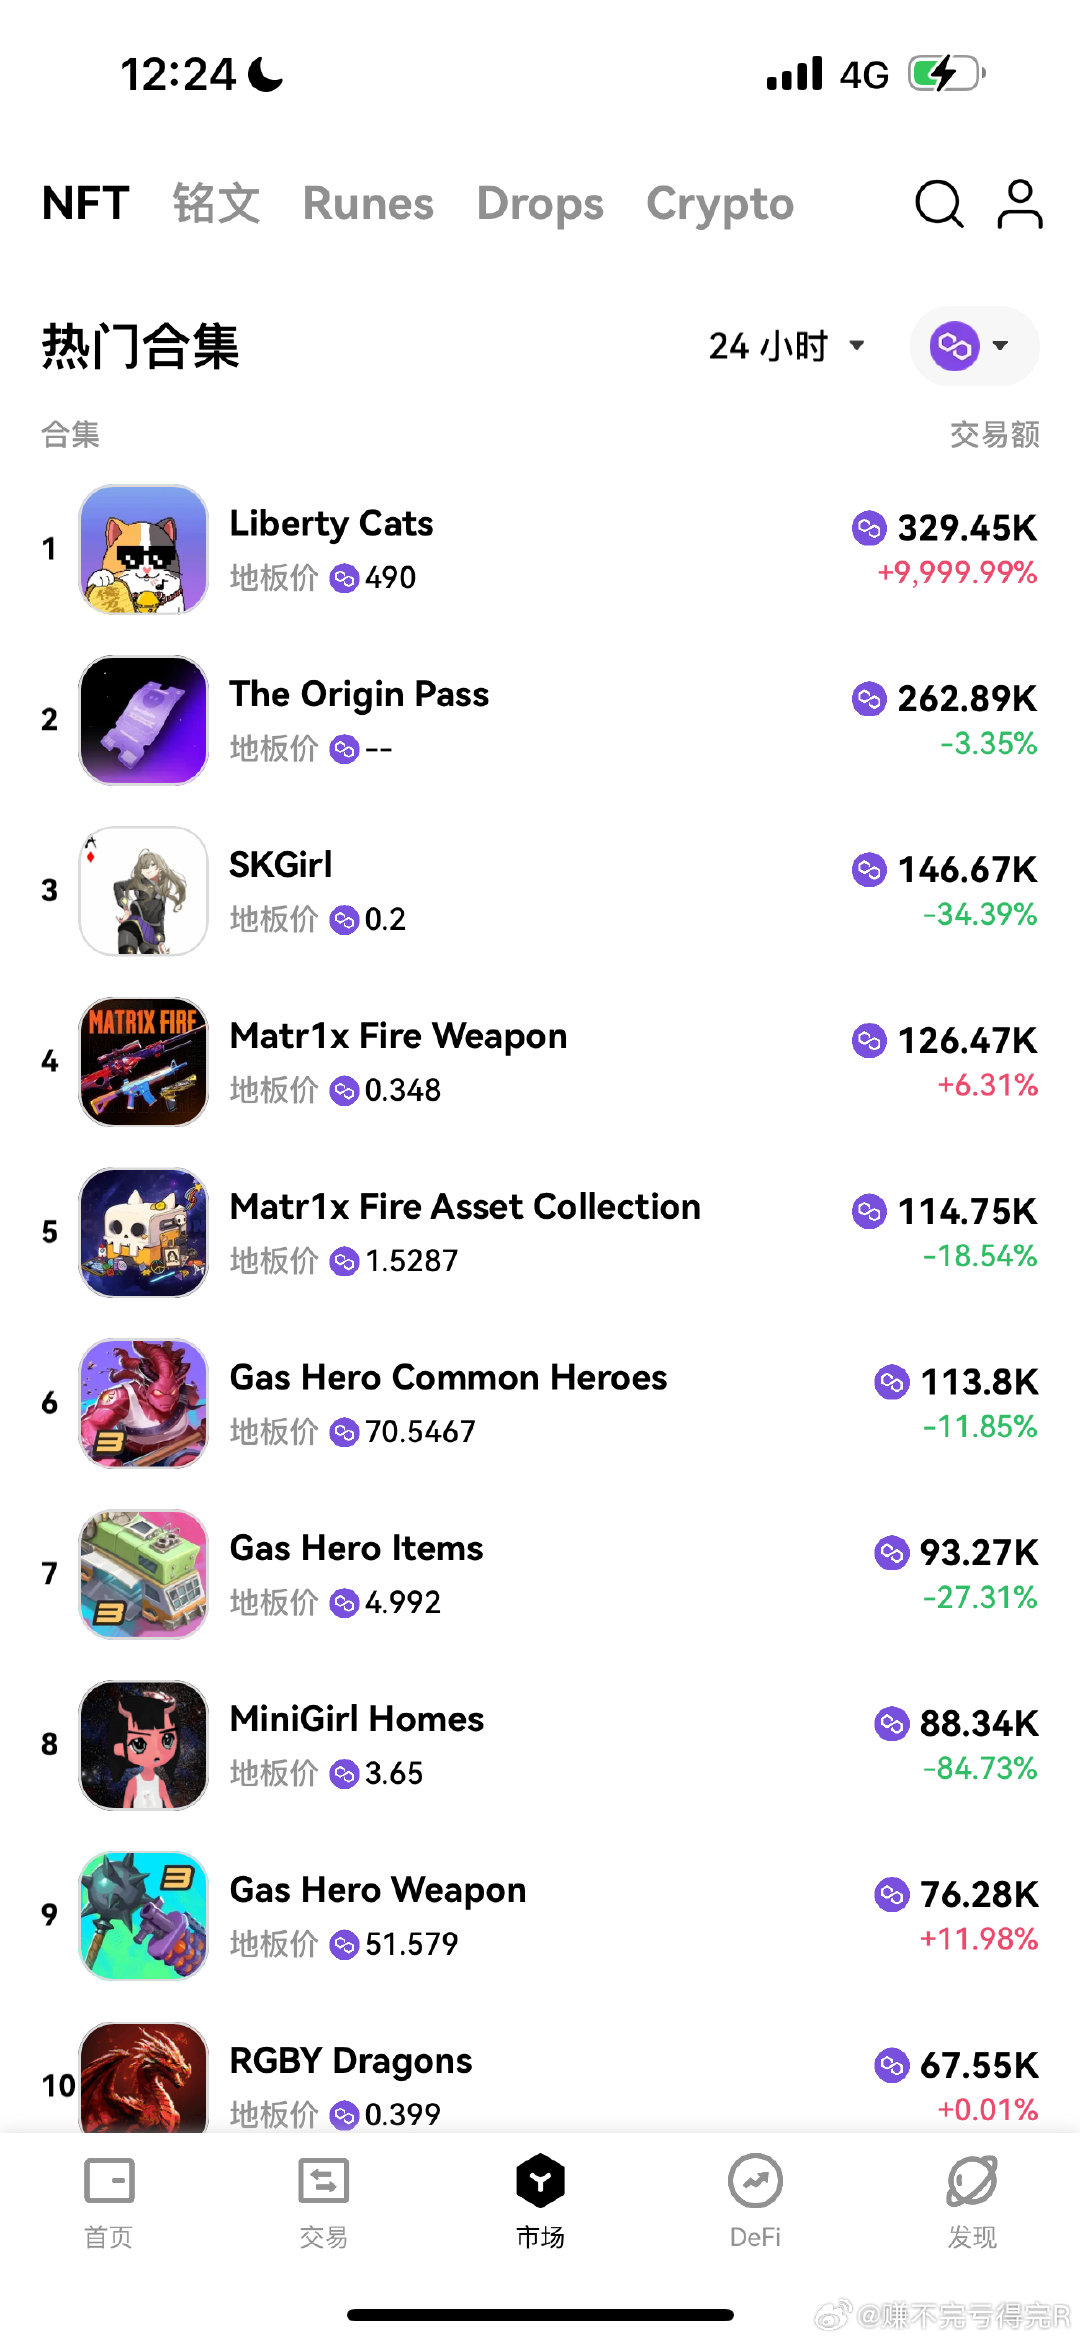 12:24 4G
NFT 铭文 Runes Drops Crypto
热门合集 24 小时
合集 交易额
1 Liberty Cats 329.45K
地板价 490 +9,999.99%
2 The Origin Pass 262.89K
地板价 -- -3.35%
3 SKGirl 146.67K
地板价 0.2 -34.39%
MATR1X FIRE
4 Matr1x Fire Weapon 126.47K
地板价 0.348 +6.31%
5 Matr1x Fire Asset Collection 114.75K
地板价 1.5287 -18.54%
6 Gas Hero Common Heroes 113.8K
地板价 70.5467 -11.85%
7 Gas Hero Items 93.27K
地板价 4.992 -27.31%
8 MiniGirl Homes 88.34K
地板价 3.65 -84.73%
9 Gas Hero Weapon 76.28K
地板价 51.579 +11.98%
10 RGBY Dragons 67.55K
地板价 0.399 +0.01%
首页 交易 市场 DeFi 发现
@赚不完亏得完R